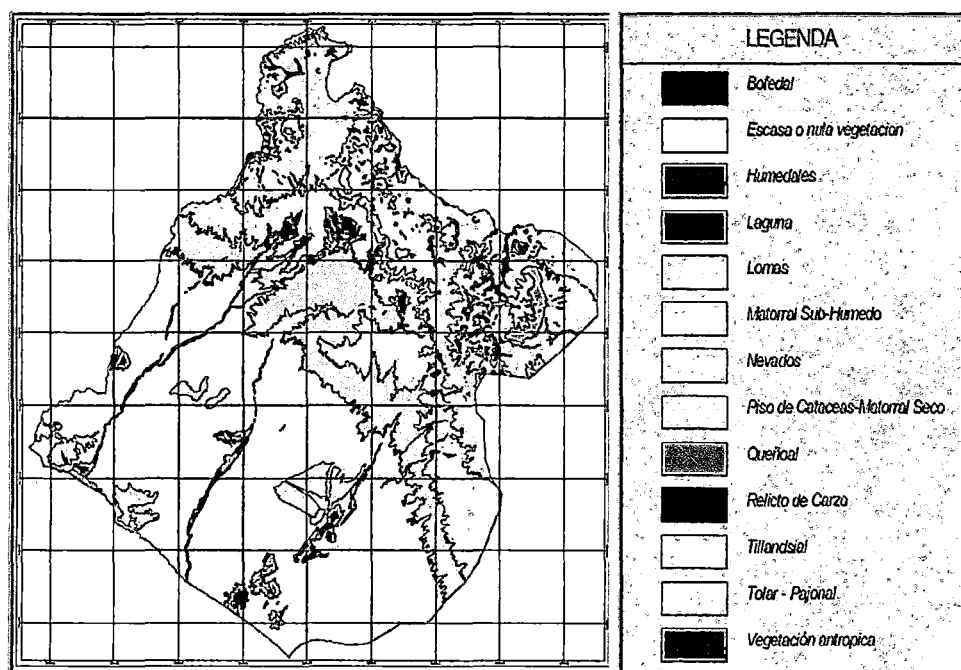 LEGENDA
Bofedal
Escasa o nula vegetacion
Humedales
Laguna
Lomas
Matorral Sub-Humedo
Nevados
Piso de Cataceas-Matorral Seco
Queñoal
Relicto de Carzo
Tillandsial
Tolar - Pajonal
Vegetación antropica